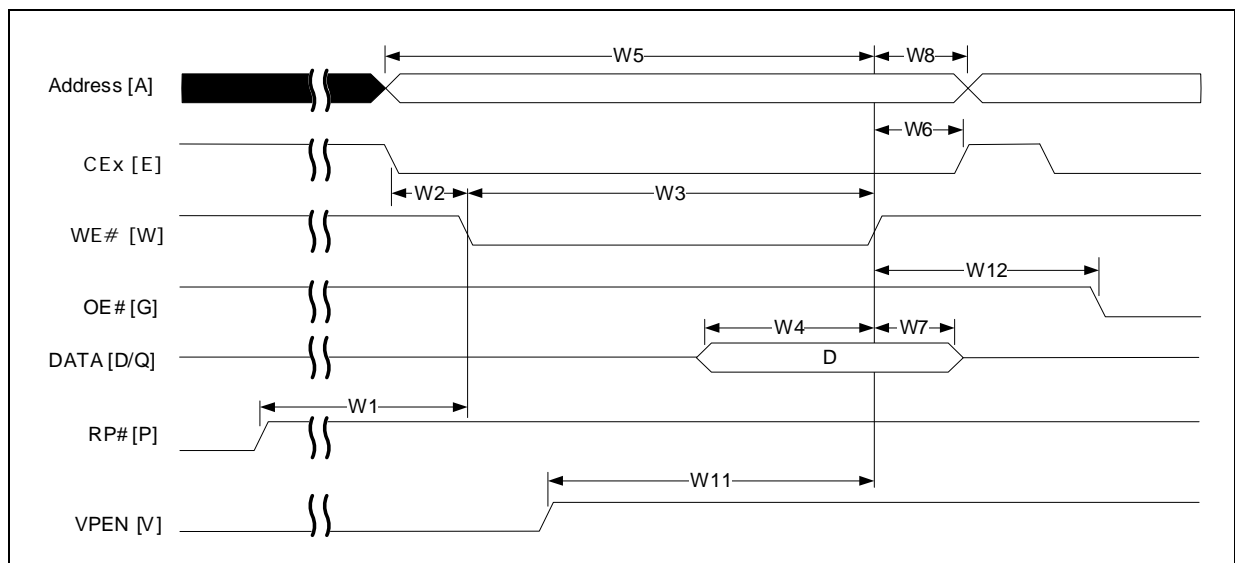 W5
W8
Address [A]
W6
CEx [E]
W2
W3
WE# [W]
W12
OE# [G]
W4
W7
DATA [D/Q]
D
W1
RP# [P]
W11
VPEN [V]